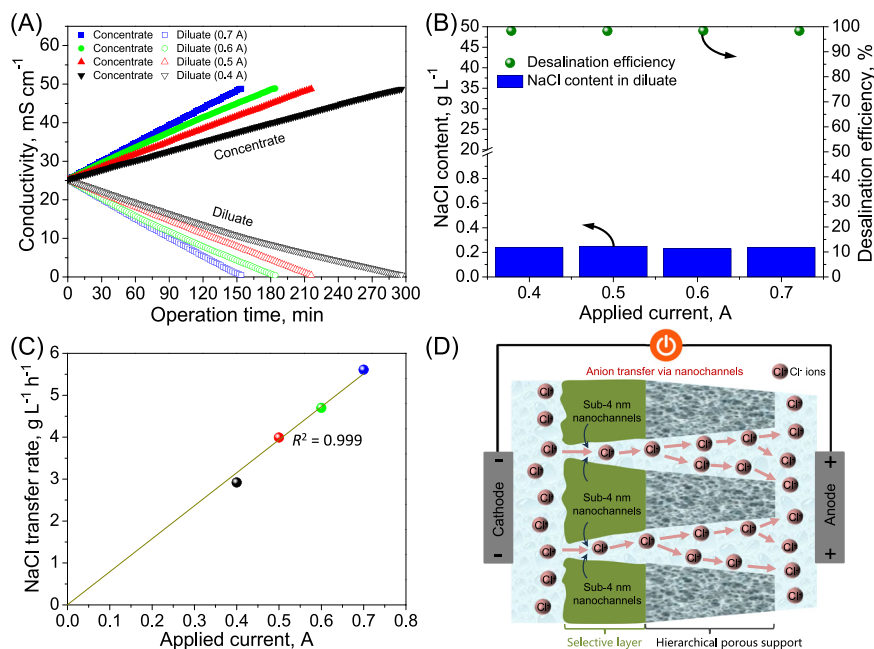 (A)
Concentrate Diluate (0.7 A)
Concentrate Diluate (0.6 A)
Concentrate Diluate (0.5 A)
Concentrate Diluate (0.4 A)
Concentrate
Diluate
60
50
40
30
20
10
0
0 30 60 90 120 150 180 210 240 270 300
Conductivity, mS cm⁻¹
Operation time, min
(B)
Desalination efficiency
NaCl content in diluate
50
45
40
35
30
25
20
0.8
0.6
0.4
0.2
0.0
100
90
80
70
60
50
40
30
20
10
0
0.4 0.5 0.6 0.7
NaCl content, g L⁻¹
Desalination efficiency, %
Applied current, A
(C)
6
5
4
3
2
1
0
0.0 0.1 0.2 0.3 0.4 0.5 0.6 0.7 0.8
R² = 0.999
NaCl transfer rate, g L⁻¹ h⁻¹
Applied current, A
(D)
Anion transfer via nanochannels
Cl⁻ Cl⁻ ions
Sub-4 nm
nanochannels
Sub-4 nm
nanochannels
Sub-4 nm
nanochannels
Cathode
-
-
Anode
+
+
Selective layer
Hierarchical porous support